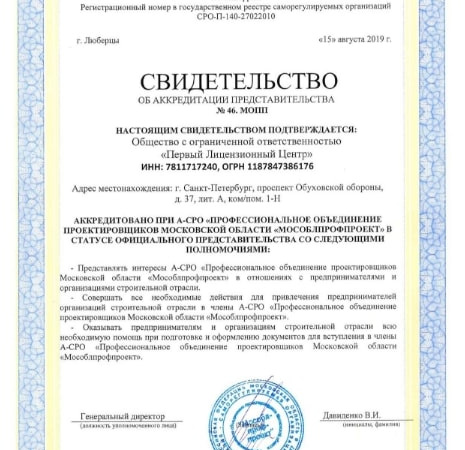 Регистрационный номер в государственном реестре саморегулируемых организаций
СРО-П-140-27022010
г. Люберцы
«15» августа 2019 г.
СВИДЕТЕЛЬСТВО
ОБ АККРЕДИТАЦИИ ПРЕДСТАВИТЕЛЬСТВА
№ 46. МОПП
НАСТОЯЩИМ СВИДЕТЕЛЬСТВОМ ПОДТВЕРЖДАЕТСЯ:
Общество с ограниченной ответственностью
«Первый Лицензионный Центр»
ИНН: 7811717240, ОГРН 1187847386176
Адрес местонахождения: г. Санкт-Петербург, проспект Обуховской обороны,
д. 37, лит. А, ком/пом. 1-Н
АККРЕДИТОВАНО ПРИ А-СРО «ПРОФЕССИОНАЛЬНОЕ ОБЪЕДИНЕНИЕ
ПРОЕКТИРОВЩИКОВ МОСКОВСКОЙ ОБЛАСТИ «МОСОБЛПРОФПРОЕКТ» В
СТАТУСЕ ОФИЦИАЛЬНОГО ПРЕДСТАВИТЕЛЬСТВА СО СЛЕДУЮЩИМИ
ПОЛНОМОЧИЯМИ:
- Представлять интересы А-СРО «Профессиональное объединение проектировщиков
Московской области «Мособлпрофпроект» в отношениях с предпринимателями и
организациями строительной отрасли.
- Совершать все необходимые действия для привлечения предпринимателей
организаций строительной отрасли в члены А-СРО «Профессиональное объединение
проектировщиков Московской области «Мособлпрофпроект».
- Оказывать предпринимателям и организациям строительной отрасли всю
необходимую помощь при подготовке и оформлению документов для вступления в члены
А-СРО «Профессиональное объединение проектировщиков Московской области
«Мособлпрофпроект».
Генеральный директор
(должность уполномоченного лица)
Даниленко В.И.
(инициалы, фамилия)